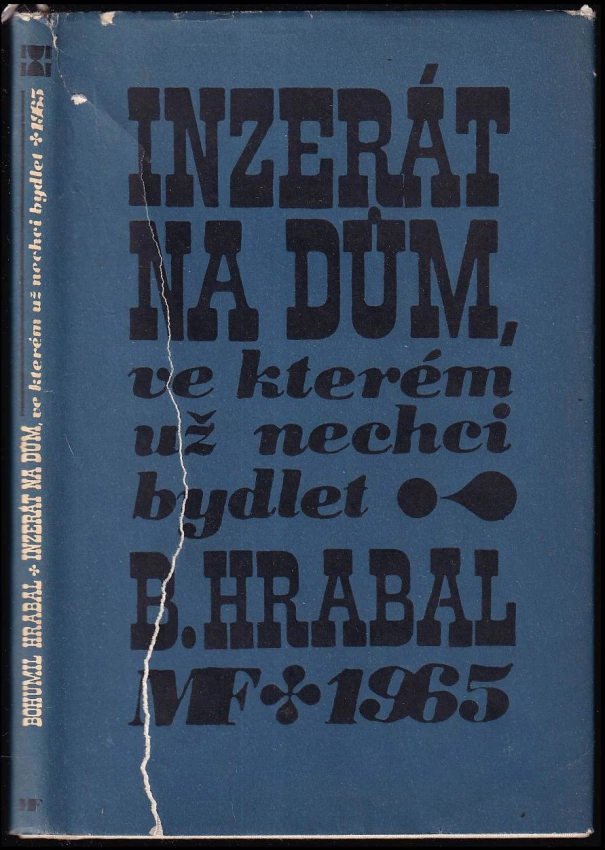 INZERÁT
NA DŮM,
ve kterém
už nechci
bydlet
B. HRABAL
MF 1965
BOHUMIL HRABAL INZERÁT NA DŮM, ve kterém už nechci bydlet 1965
MF